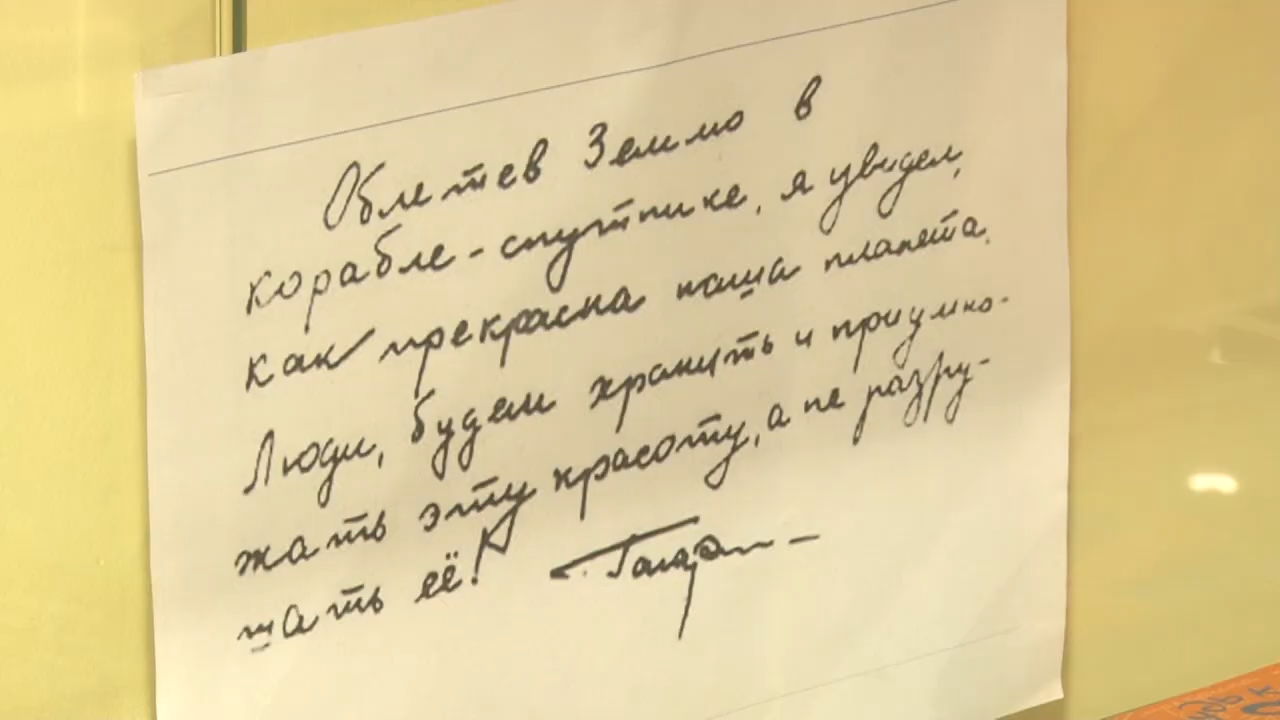 Облетев Землю в
корабле-спутнике, я увидел,
как прекрасна наша планета.
Люди, будем хранить и приумно-
жать эту красоту, а не разру-
шать её!
Гагарин